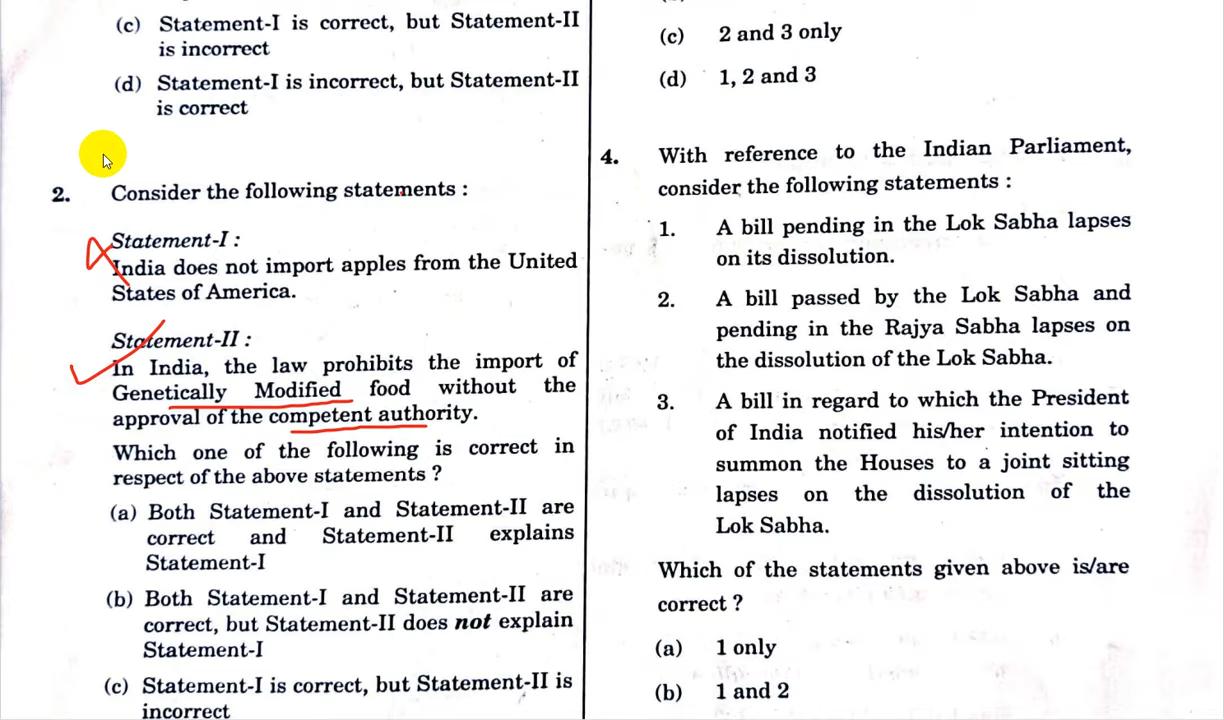 (c) Statement-I is correct, but Statement-II
is incorrect
(d) Statement-I is incorrect, but Statement-II
is correct
2. Consider the following statements :
Statement-I :
India does not import apples from the United
States of America.
Statement-II :
In India, the law prohibits the import of
Genetically Modified food without the
approval of the competent authority.
Which one of the following is correct in
respect of the above statements ?
(a) Both Statement-I and Statement-II are
correct and Statement-II explains
Statement-I
(b) Both Statement-I and Statement-II are
correct, but Statement-II does not explain
Statement-I
(c) Statement-I is correct, but Statement-II is
incorrect
(c) 2 and 3 only
(d) 1, 2 and 3
4. With reference to the Indian Parliament,
consider the following statements :
1. A bill pending in the Lok Sabha lapses
on its dissolution.
2. A bill passed by the Lok Sabha and
pending in the Rajya Sabha lapses on
the dissolution of the Lok Sabha.
3. A bill in regard to which the President
of India notified his/her intention to
summon the Houses to a joint sitting
lapses on the dissolution of the
Lok Sabha.
Which of the statements given above is/are
correct ?
(a) 1 only
(b) 1 and 2